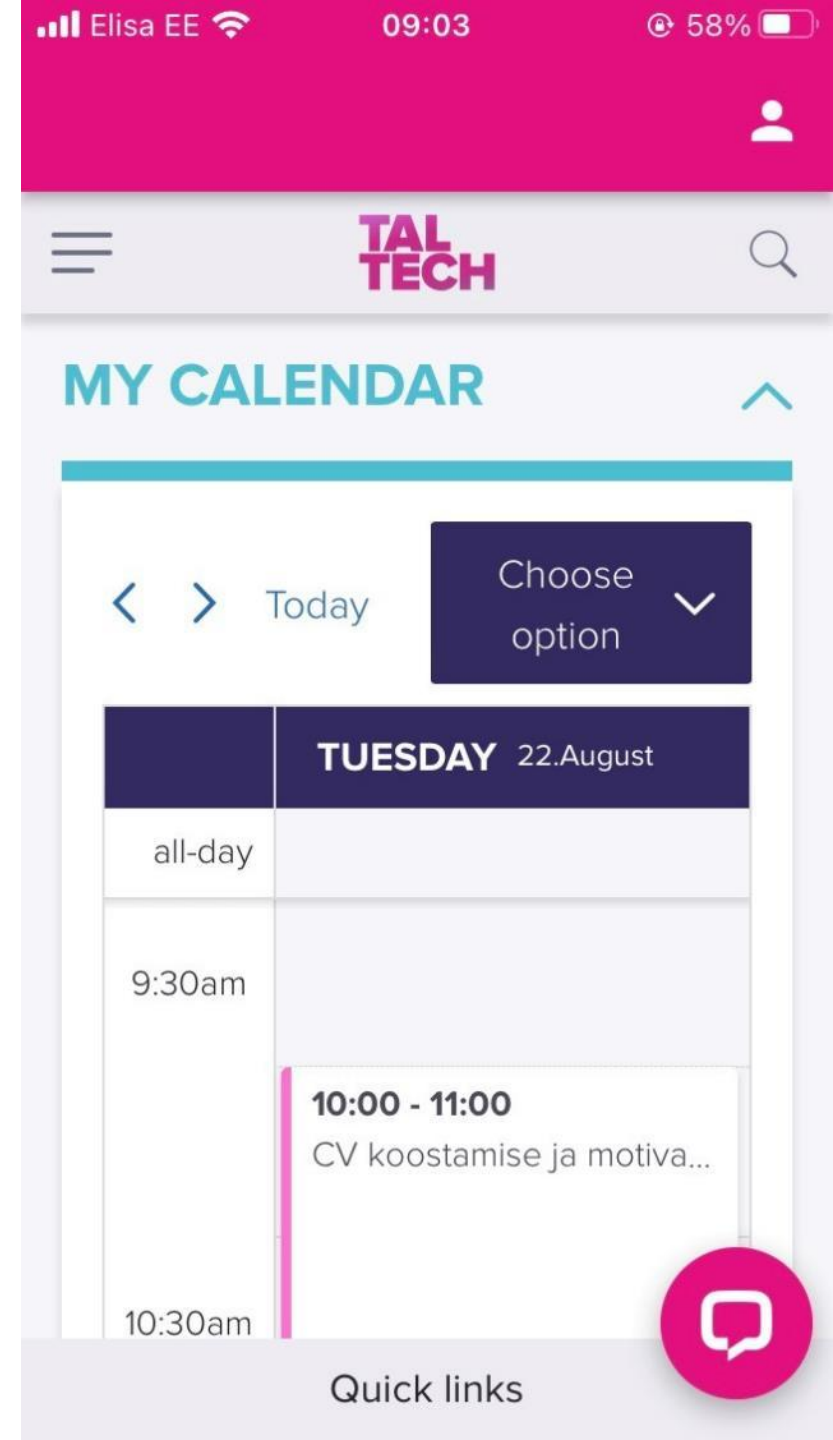 Elisa EE 09:03 58%
TAL
TECH
MY CALENDAR
Today
Choose
option
TUESDAY 22.August
all-day
9:30am
10:00 - 11:00
CV koostamise ja motiva...
10:30am
Quick links